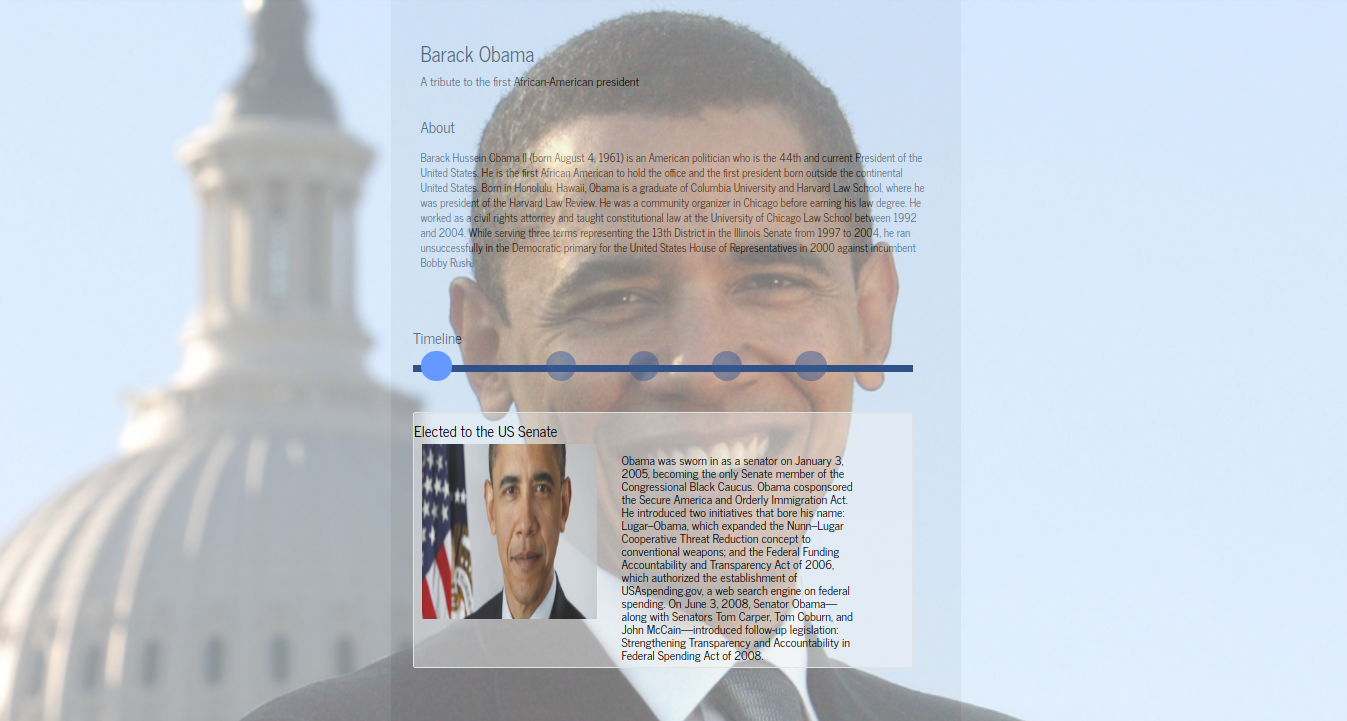 Barack Obama
A tribute to the first African-American president
About
Barack Hussein Obama II (born August 4, 1961) is an American politician who is the 44th and current President of the
United States. He is the first African American to hold the office and the first president born outside the continental
United States. Born in Honolulu, Hawaii, Obama is a graduate of Columbia University and Harvard Law School, where he
was president of the Harvard Law Review. He was a community organizer in Chicago before earning his law degree. He
worked as a civil rights attorney and taught constitutional law at the University of Chicago Law School between 1992
and 2004. While serving three terms representing the 13th District in the Illinois Senate from 1997 to 2004, he ran
unsuccessfully in the Democratic primary for the United States House of Representatives in 2000 against incumbent
Bobby Rush.
Timeline
Elected to the US Senate
Obama was sworn in as a senator on January 3,
2005, becoming the only Senate member of the
Congressional Black Caucus. Obama cosponsored
the Secure America and Orderly Immigration Act.
He introduced two initiatives that bore his name:
Lugar–Obama, which expanded the Nunn–Lugar
Cooperative Threat Reduction concept to
conventional weapons; and the Federal Funding
Accountability and Transparency Act of 2006,
which authorized the establishment of
USAspending.gov, a web search engine on federal
spending. On June 3, 2008, Senator Obama—
along with Senators Tom Carper, Tom Coburn, and
John McCain—introduced follow-up legislation:
Strengthening Transparency and Accountability in
Federal Spending Act of 2008.